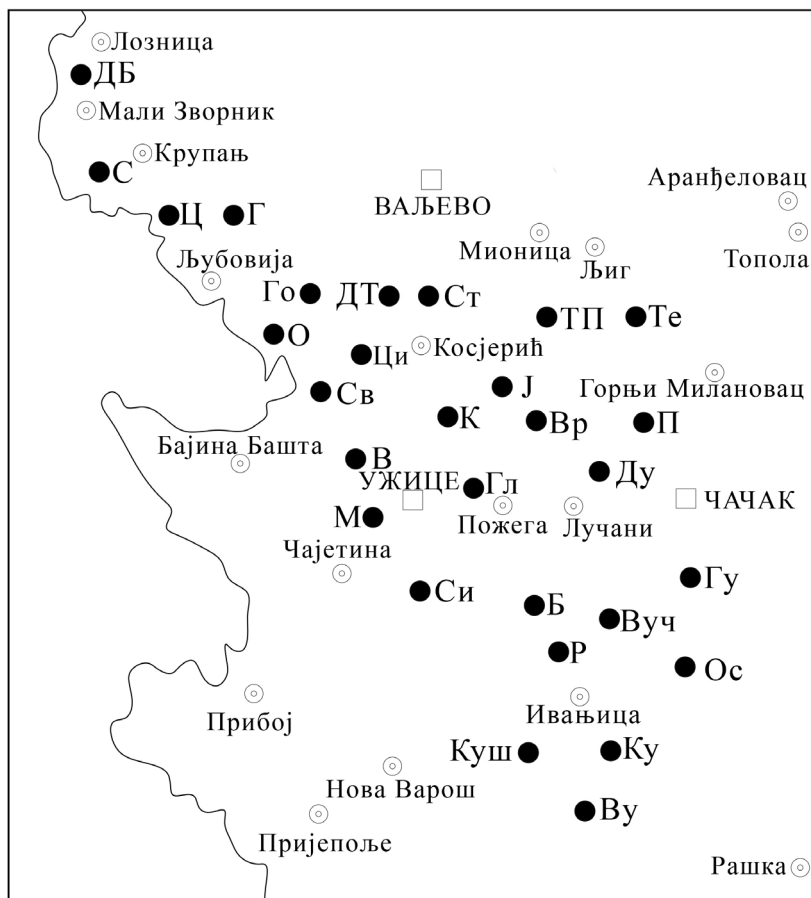 Лозница
ДБ
Мали Зворник
Крупањ
С
Аранђеловац
ВАЉЕВО
Ц
Г
Мионица
Љиг
Топола
Љубовија
Го
ДТ
Ст
ТП
Те
О
Ци
Косјерић
Св
Ј
Горњи Милановац
К
Вр
П
Бајина Башта
В
Ду
УЖИЦЕ
Гл
ЧАЧАК
М
Пожега
Лучани
Чајетина
Гу
Си
Б
Вуч
Р
Ос
Прибој
Ивањица
Куш
Ку
Нова Варош
Ву
Пријепоље
Рашка